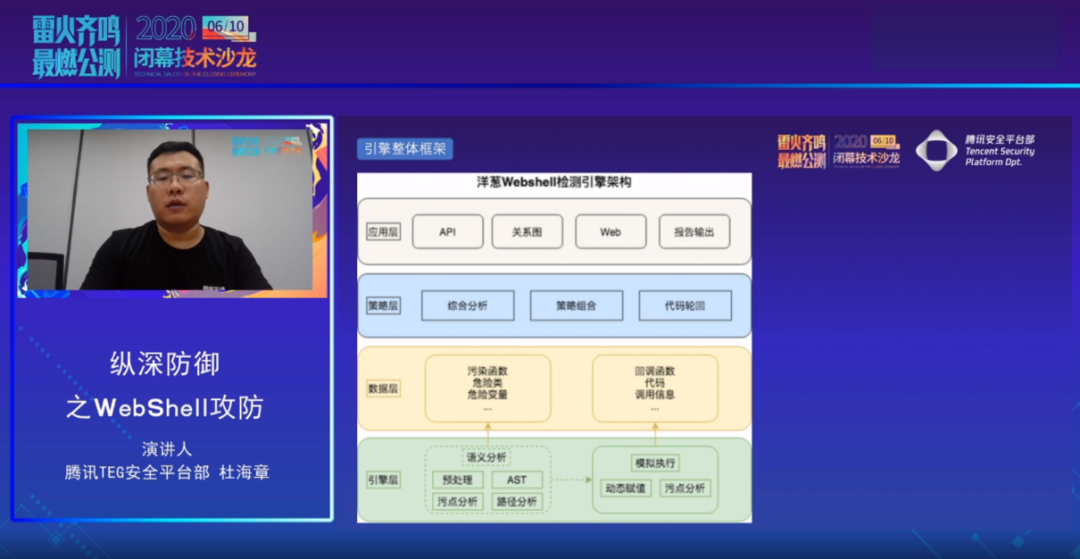 雷火齐鸣
最燃公测
2020 06/10
闭幕技术沙龙
TECHNICAL SALON ON THE CLOSING CEREMONY
纵深防御
之WebShell攻防
演讲人
腾讯TEG安全平台部 杜海章
引擎整体框架
雷火齐鸣
最燃公测
2020 06/10
闭幕技术沙龙
腾讯安全平台部
Tencent Security
Platform Dpt.
洋葱Webshell检测引擎架构
应用层
API
关系图
Web
报告输出
策略层
综合分析
策略组合
代码轮回
数据层
污染函数
危险类
危险变量
...
回调函数
代码
调用信息
...
引擎层
语义分析
预处理
AST
污点分析
路径分析
模拟执行
动态赋值
污点分析